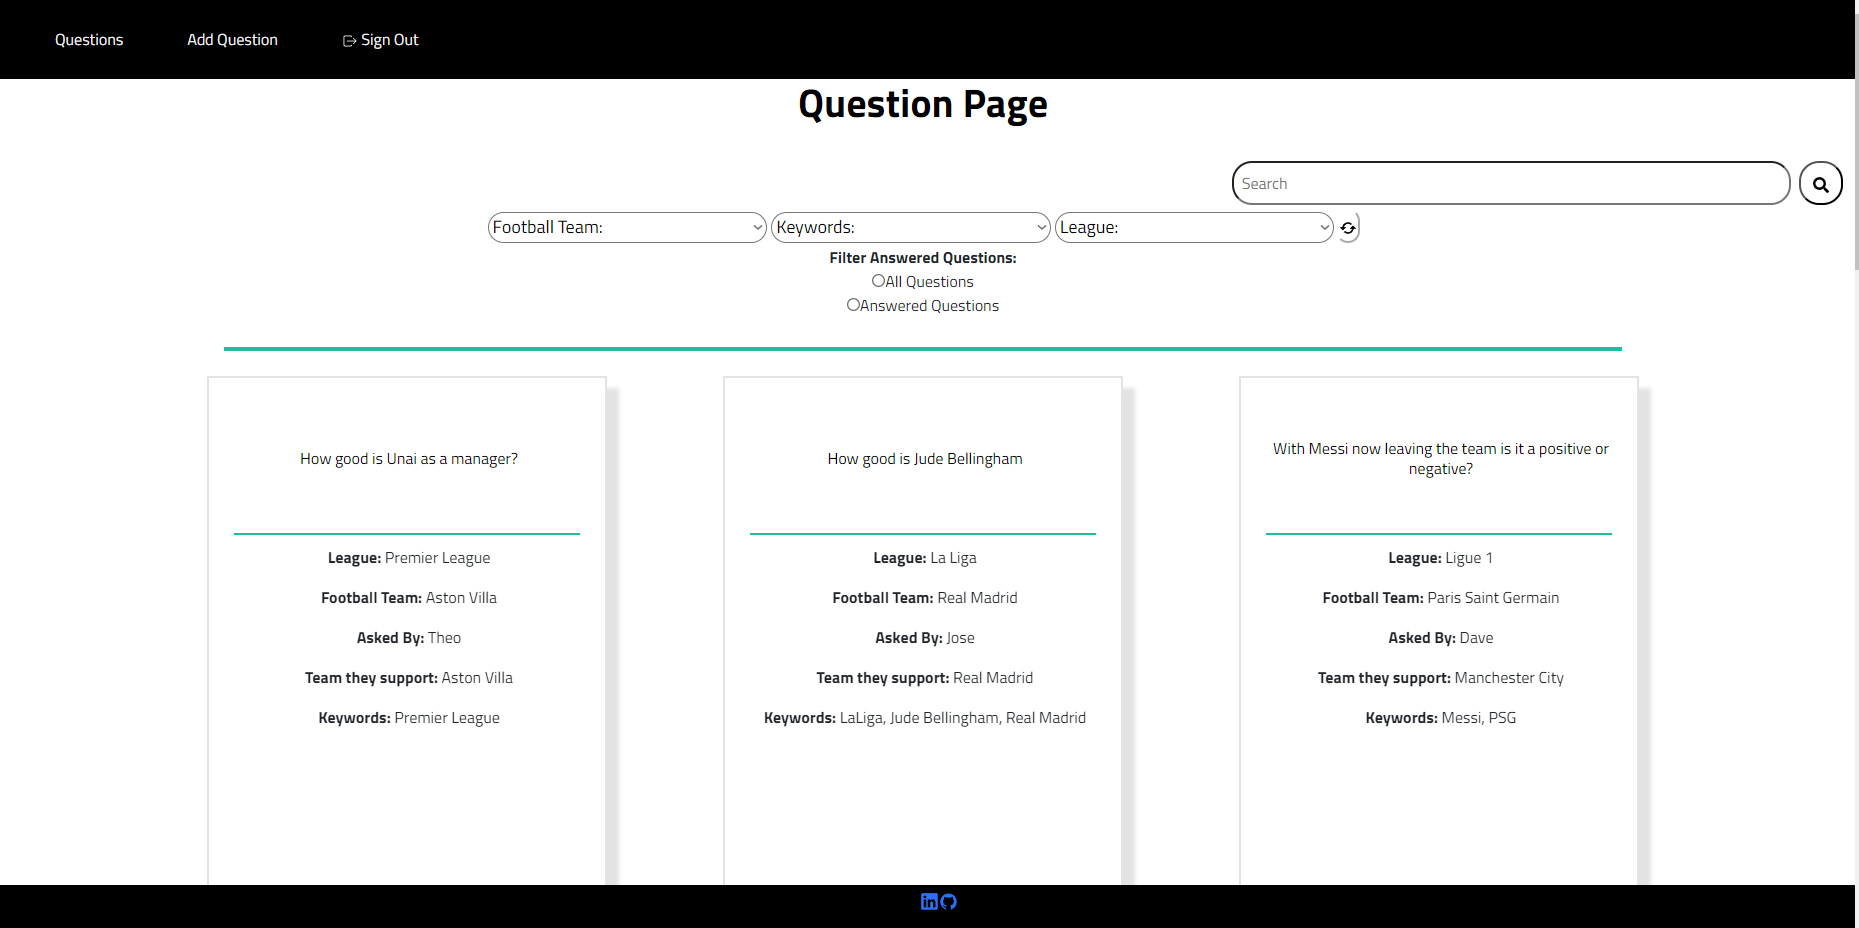 Questions
Add Question
Sign Out
Question Page
Search
Football Team:
Keywords:
League:
Filter Answered Questions:
All Questions
Answered Questions
How good is Unai as a manager?
League: Premier League
Football Team: Aston Villa
Asked By: Theo
Team they support: Aston Villa
Keywords: Premier League
How good is Jude Bellingham
League: La Liga
Football Team: Real Madrid
Asked By: Jose
Team they support: Real Madrid
Keywords: LaLiga, Jude Bellingham, Real Madrid
With Messi now leaving the team is it a positive or
negative?
League: Ligue 1
Football Team: Paris Saint Germain
Asked By: Dave
Team they support: Manchester City
Keywords: Messi, PSG
in